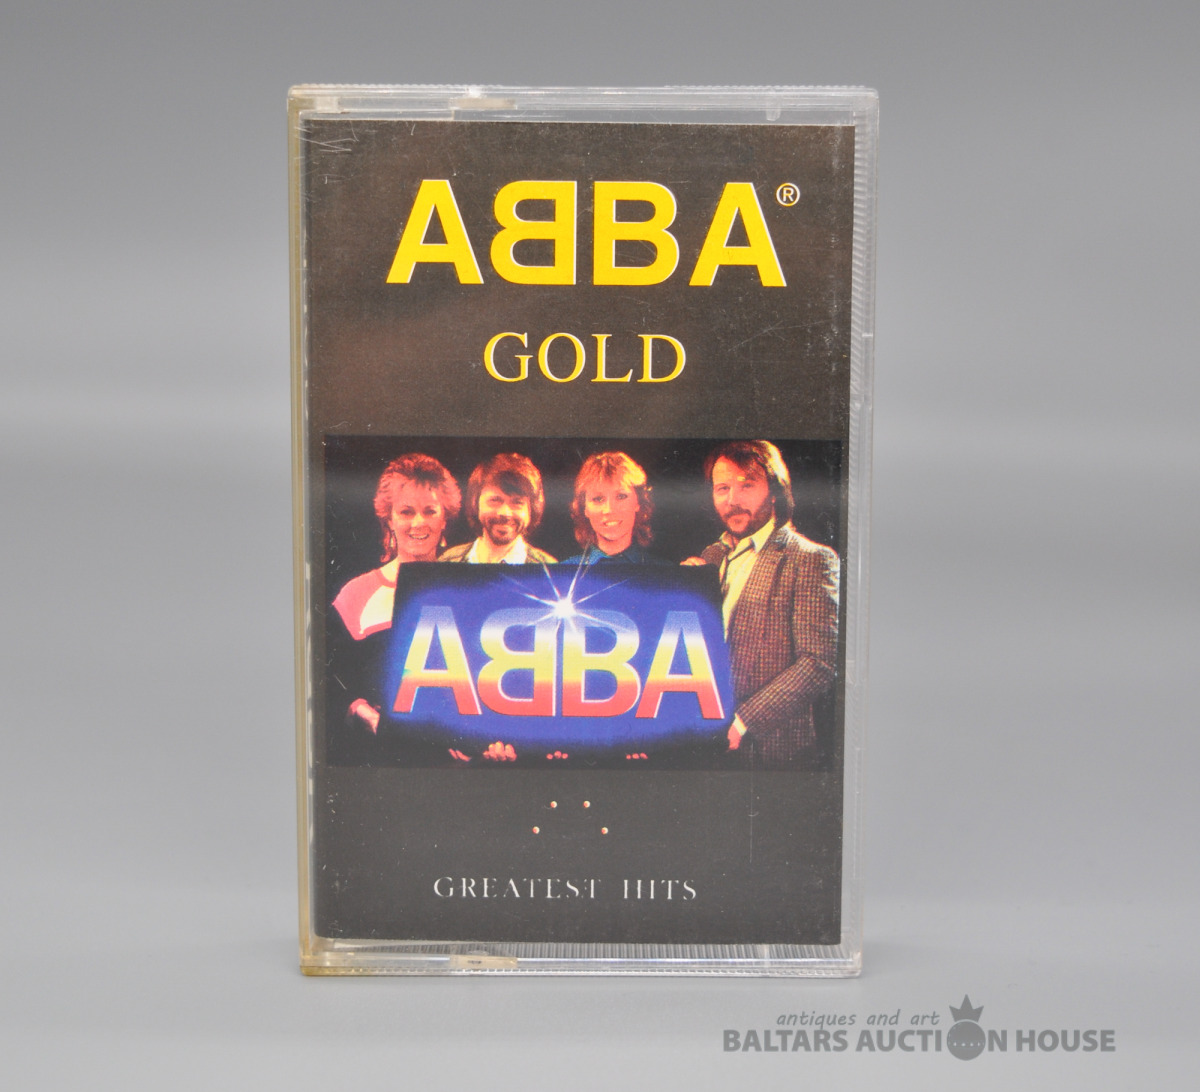 ABBA®
GOLD
ABBA
GREATEST HITS
antiques and art
BALTARS AUCTION HOUSE